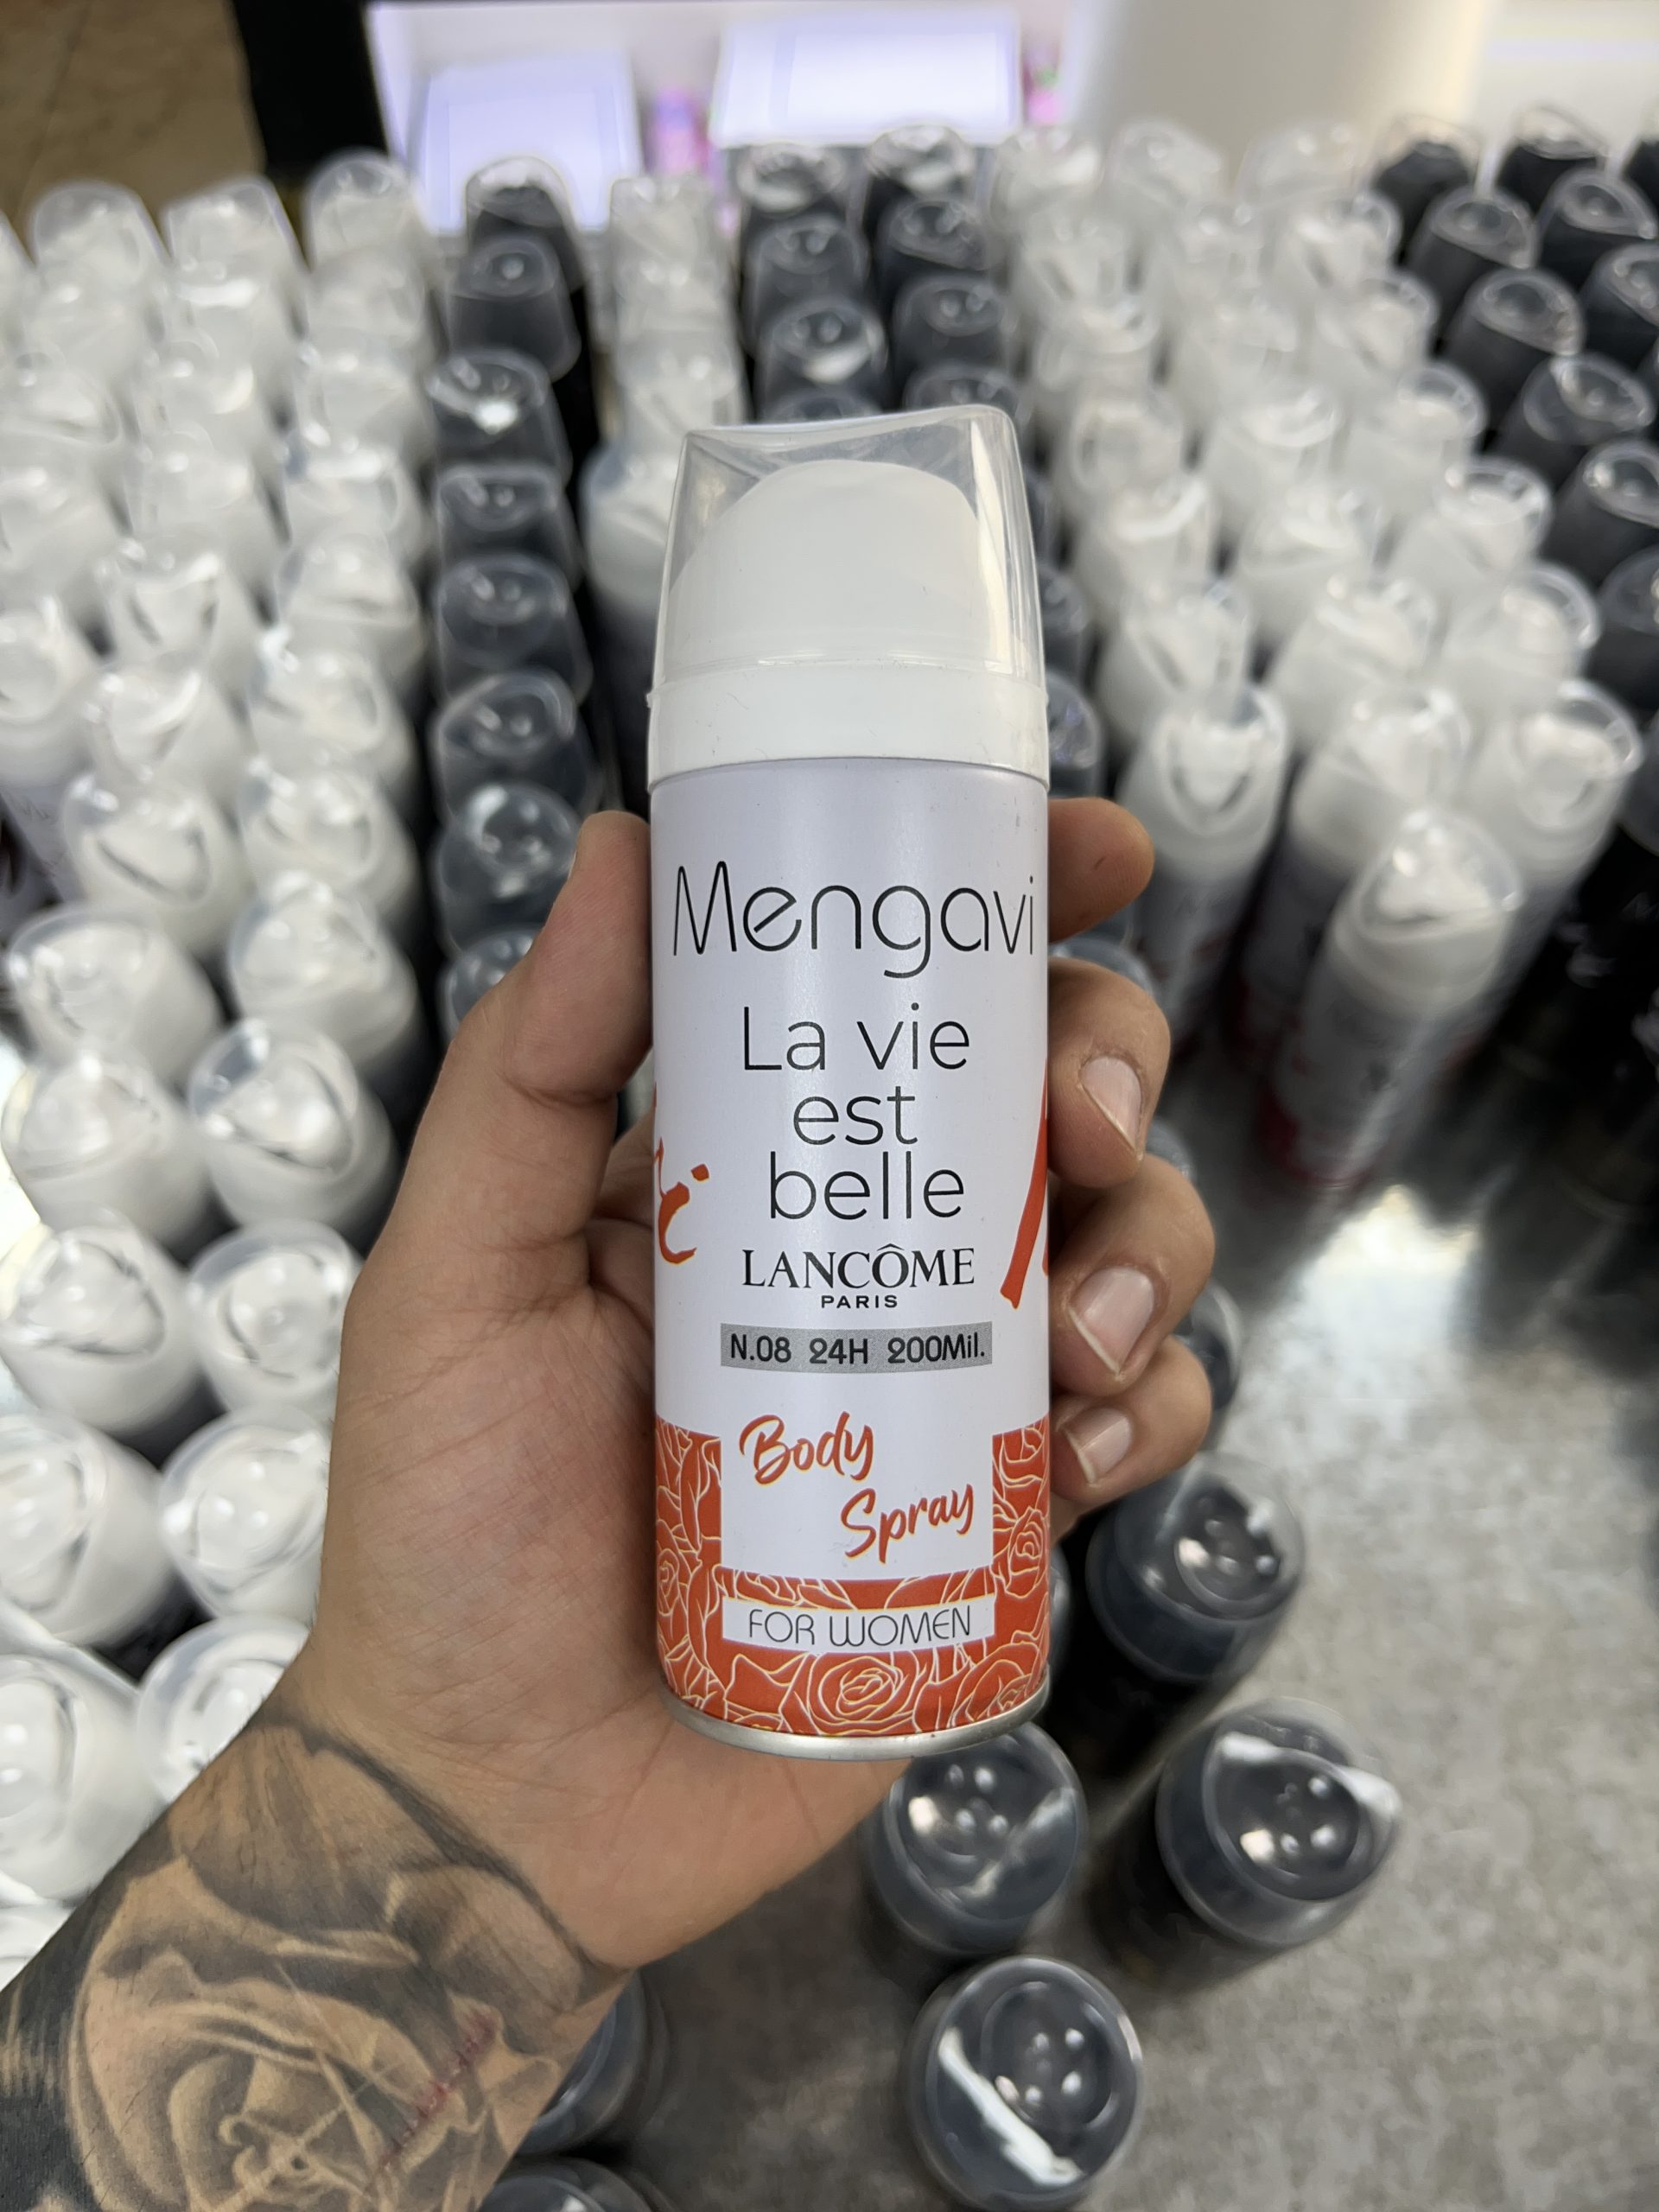 Mengavi
La vie
est
belle
LANCÔME
PARIS
N.08 24H 200Mil.
Body
Spray
FOR WOMEN